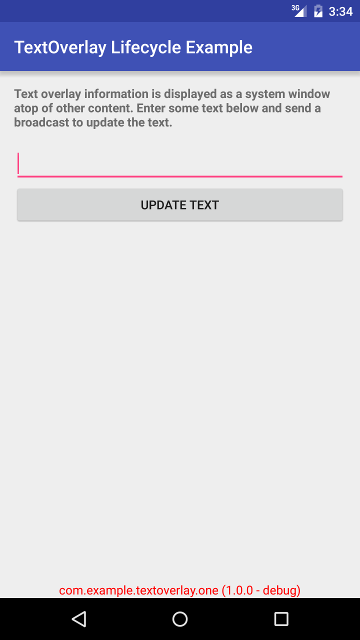 3G
3:34
TextOverlay Lifecycle Example
Text overlay information is displayed as a system window
atop of other content. Enter some text below and send a
broadcast to update the text.
UPDATE TEXT
com.example.textoverlay.one (1.0.0 - debug)